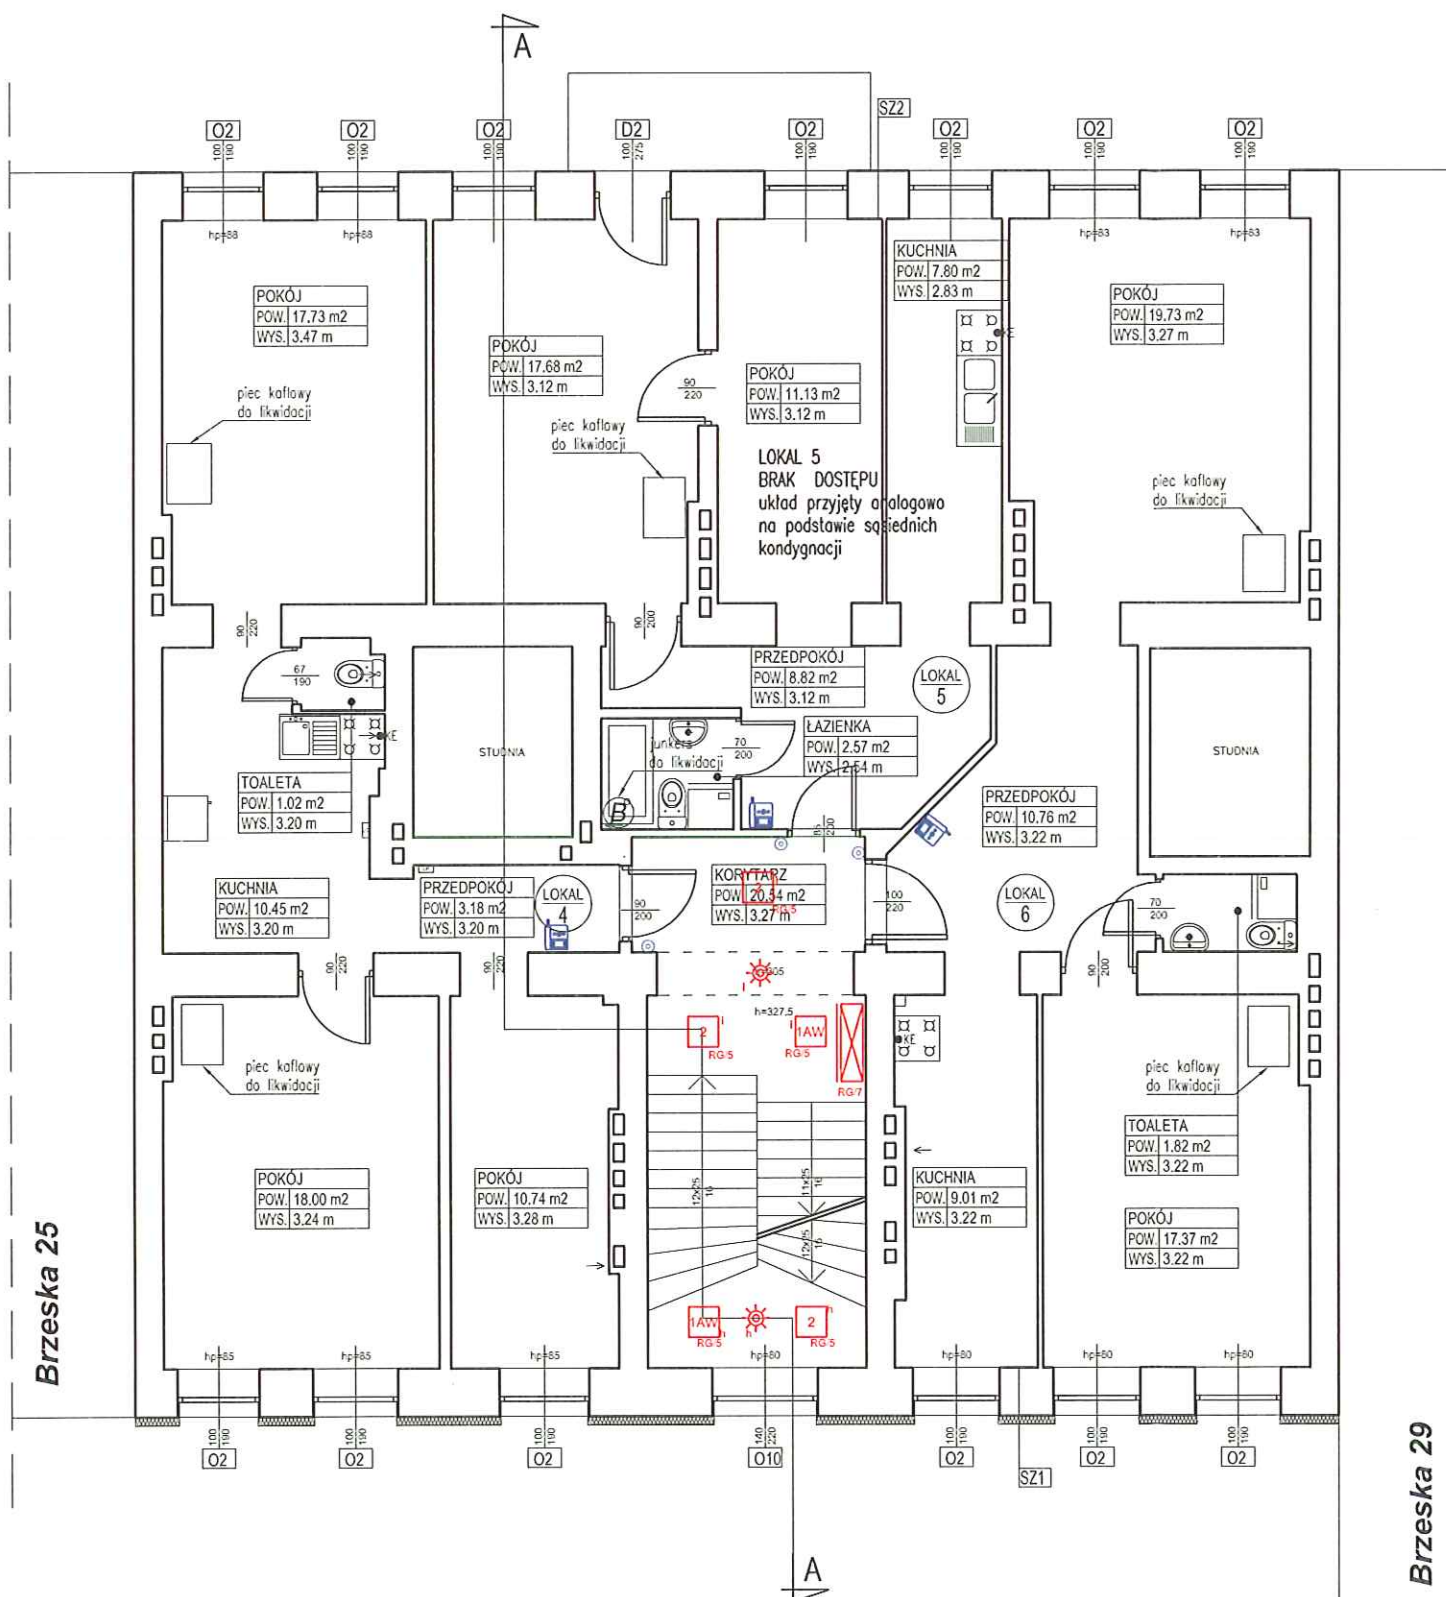 A
SZ2
O2
O2
O2
D2
O2
O2
O2
O2
100
190
100
190
100
190
100
275
100
190
100
190
100
190
100
190
hp=88
hp=88
hp=83
hp=83
KUCHNIA
POW. 7.80 m2
WYS. 2.83 m
POKÓJ
POW. 17.73 m2
WYS. 3.47 m
POKÓJ
POW. 19.73 m2
WYS. 3.27 m
POKÓJ
POW. 17.68 m2
WYS. 3.12 m
KE
POKÓJ
POW. 11.13 m2
WYS. 3.12 m
90
220
piec kaflowy
do likwidacji
piec kaflowy
do likwidacji
LOKAL 5
BRAK DOSTĘPU
układ przyjęty analogowo
na podstawie sąsiednich
kondygnacji
piec kaflowy
do likwidacji
90
220
90
200
67
190
PRZEDPOKÓJ
POW. 8.82 m2
WYS. 3.12 m
LOKAL
5
KE
STUDNIA
junkers
do likwidacji
70
200
ŁAZIENKA
POW. 2.57 m2
WYS. 2.54 m
STUDNIA
TOALETA
POW. 1.02 m2
WYS. 3.20 m
B
PRZEDPOKÓJ
POW. 10.76 m2
WYS. 3.22 m
85
200
KUCHNIA
POW. 10.45 m2
WYS. 3.20 m
PRZEDPOKÓJ
POW. 3.18 m2
WYS. 3.20 m
LOKAL
4
90
200
KORYTARZ
POW. 20.54 m2
WYS. 3.27 m
2
RG/5
100
220
LOKAL
6
70
200
90
220
90
220
90
200
h=327.5
2
l
RG/5
l
1AW
RG/5
RG/7
KE
piec kaflowy
do likwidacji
piec kaflowy
do likwidacji
TOALETA
POW. 1.82 m2
WYS. 3.22 m
POKÓJ
POW. 18.00 m2
WYS. 3.24 m
POKÓJ
POW. 10.74 m2
WYS. 3.28 m
12x25
16
11x25
16
KUCHNIA
POW. 9.01 m2
WYS. 3.22 m
POKÓJ
POW. 17.37 m2
WYS. 3.22 m
12x25
16
1AW
h
RG/5
h
2
h
RG/5
hp=85
hp=85
hp=85
hp=80
hp=80
hp=80
hp=80
100
190
100
190
100
190
140
220
100
190
100
190
100
190
O2
O2
O2
O10
O2
O2
O2
SZ1
A
Brzeska 25
Brzeska 29